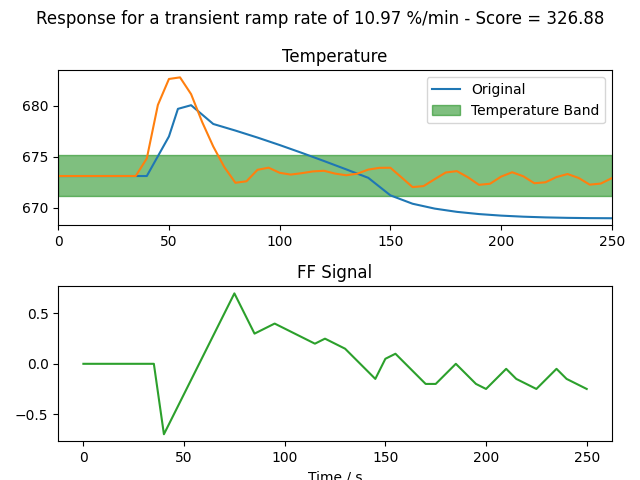 Response for a transient ramp rate of 10.97 %/min - Score = 326.88
Temperature
Original
Temperature Band
680
675
670
0 50 100 150 200 250
FF Signal
0.5
0.0
−0.5
0 50 100 150 200 250
Time / s